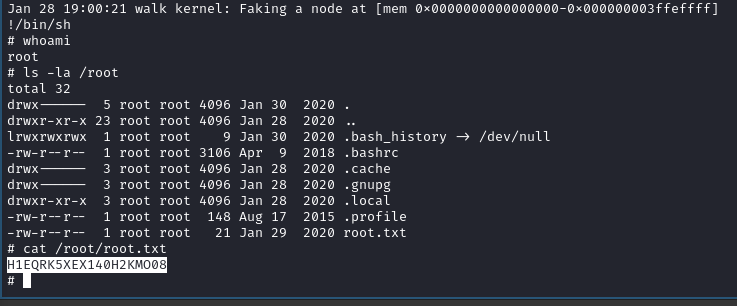 Jan 28 19:00:21 walk kernel: Faking a node at [mem 0x0000000000000000-0x000000003ffeffff]
!/bin/sh
# whoami
root
# ls -la /root
total 32
drwx------  5 root root 4096 Jan 30  2020 .
drwxr-xr-x 23 root root 4096 Jan 28  2020 ..
lrwxrwxrwx  1 root root    9 Jan 30  2020 .bash_history -> /dev/null
-rw-r--r--  1 root root 3106 Apr  9  2018 .bashrc
drwx------  3 root root 4096 Jan 28  2020 .cache
drwx------  3 root root 4096 Jan 28  2020 .gnupg
drwxr-xr-x  3 root root 4096 Jan 28  2020 .local
-rw-r--r--  1 root root  148 Aug 17  2015 .profile
-rw-r--r--  1 root root   21 Jan 29  2020 root.txt
# cat /root/root.txt
H1EQRK5XEX140H2KMO08
#